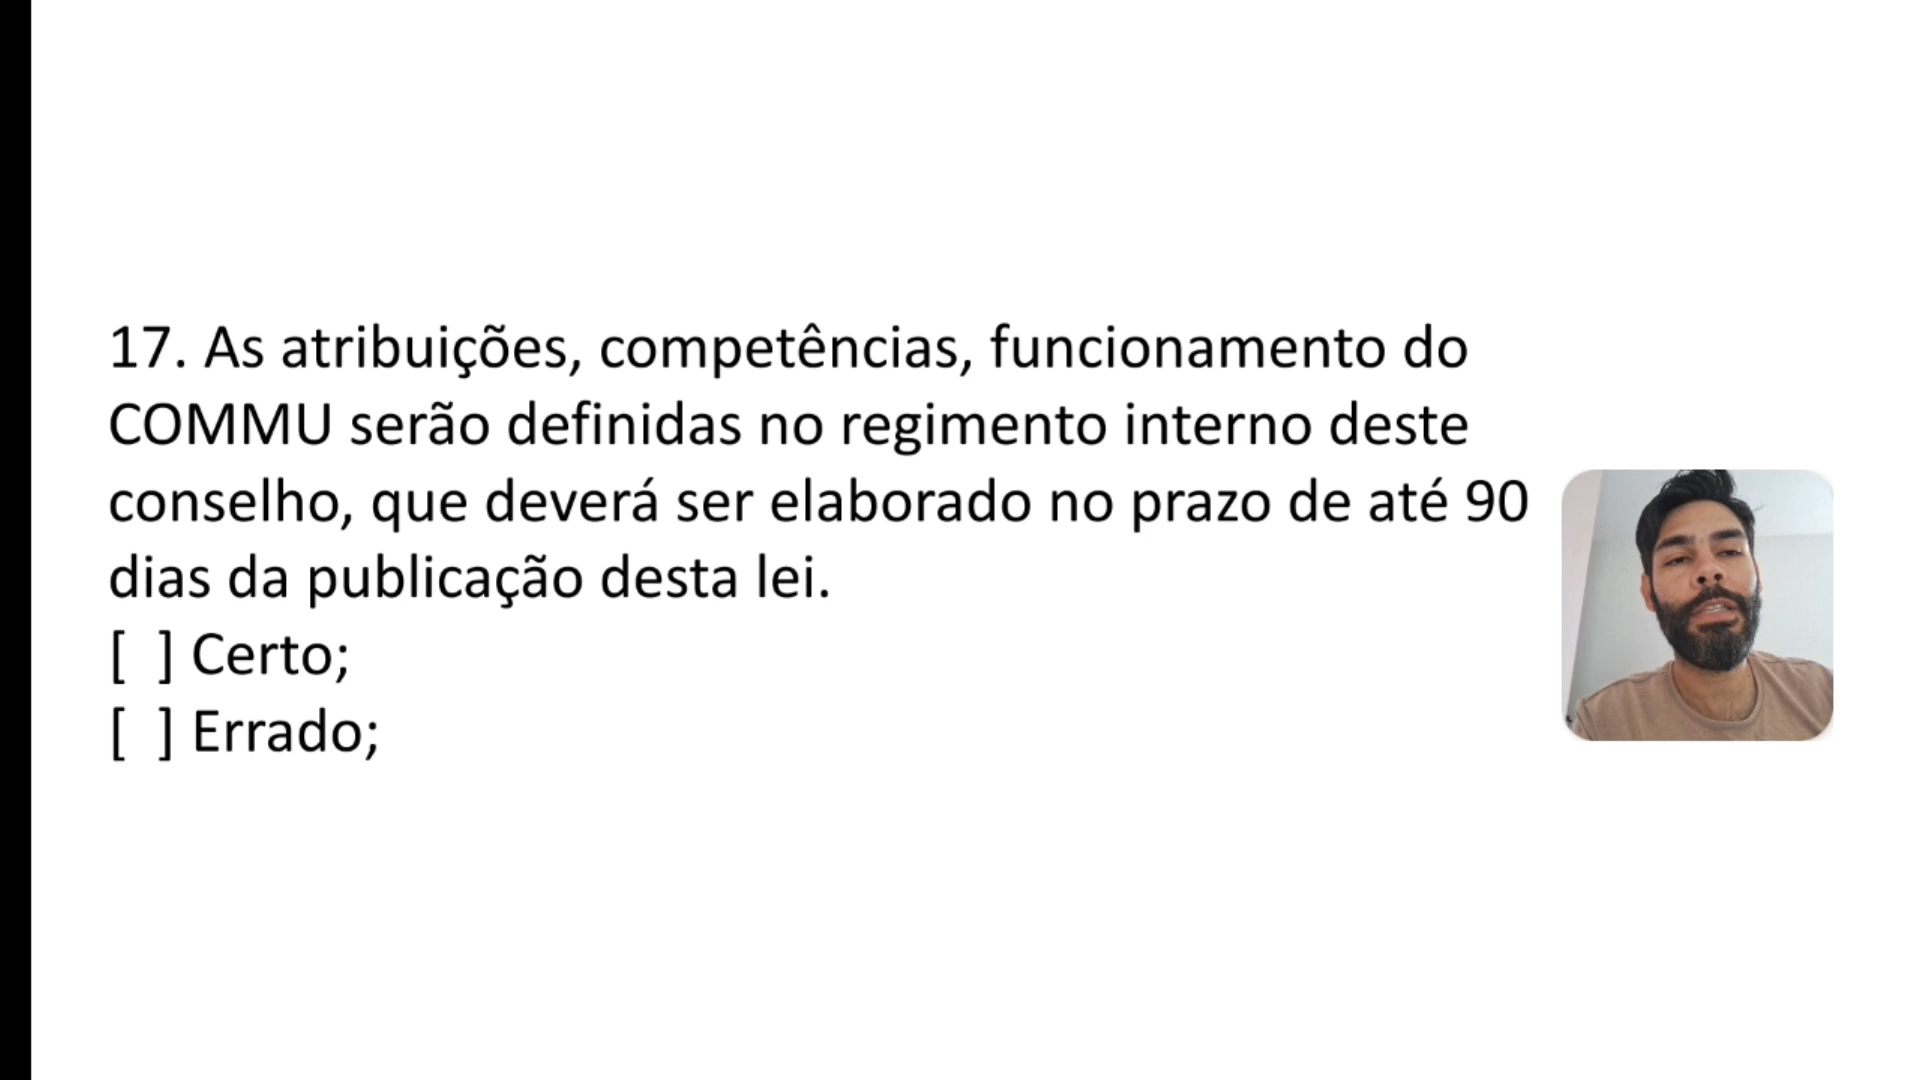 17. As atribuições, competências, funcionamento do
COMMU serão definidas no regimento interno deste
conselho, que deverá ser elaborado no prazo de até 90
dias da publicação desta lei.
[  ] Certo;
[  ] Errado;